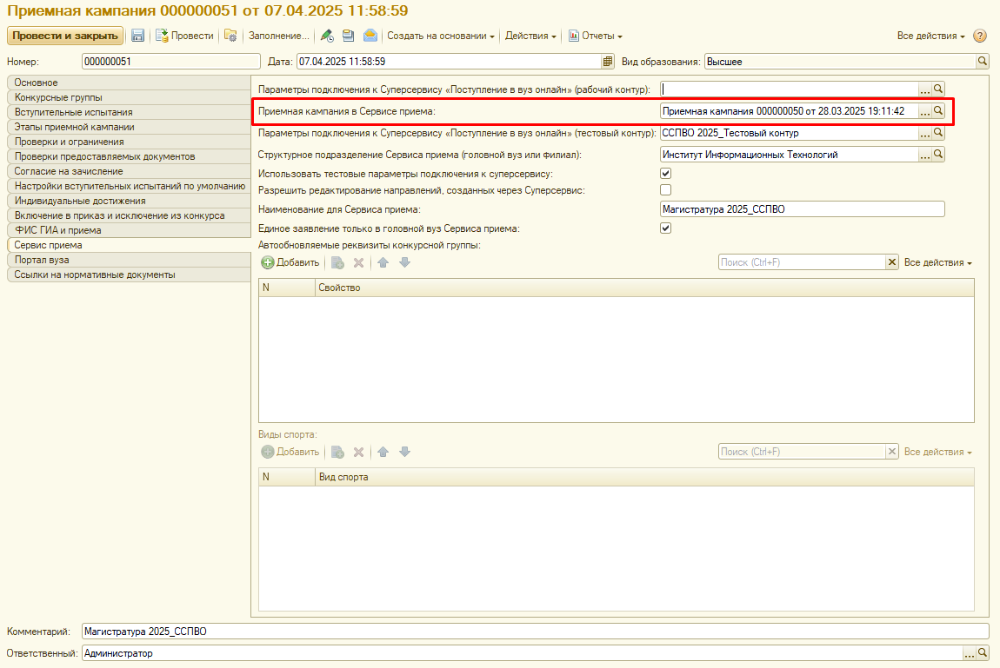 Приемная кампания 000000051 от 07.04.2025 11:58:59
Провести и закрыть Провести Заполнение... Создать на основании Действия Отчеты Все действия ?
Номер: 000000051 Дата: 07.04.2025 11:58:59 Вид образования: Высшее
Основное
Конкурсные группы
Вступительные испытания
Этапы приемной кампании
Проверки и ограничения
Проверки предоставляемых документов
Согласие на зачисление
Настройки вступительных испытаний по умолчанию
Индивидуальные достижения
Включение в приказ и исключение из конкурса
ФИС ГИА и приема
Сервис приема
Портал вуза
Ссылки на нормативные документы
Параметры подключения к Суперсервису «Поступление в вуз онлайн» (рабочий контур): ...
Приемная кампания в Сервисе приема: Приемная кампания 000000050 от 28.03.2025 19:11:42 ...
Параметры подключения к Суперсервису «Поступление в вуз онлайн» (тестовый контур): ССПВО 2025_Тестовый контур ...
Структурное подразделение Сервиса приема (головной вуз или филиал): Институт Информационных Технологий ...
Использовать тестовые параметры подключения к суперсервису:
Разрешить редактирование направлений, созданных через Суперсервис:
Наименование для Сервиса приема: Магистратура 2025_ССПВО
Единое заявление только в головной вуз Сервиса приема:
Автообновляемые реквизиты конкурсной группы:
Добавить Поиск (Ctrl+F) Все действия
N Свойство
Виды спорта:
Добавить Поиск (Ctrl+F) Все действия
N Вид спорта
Комментарий: Магистратура 2025_ССПВО
Ответственный: Администратор ...